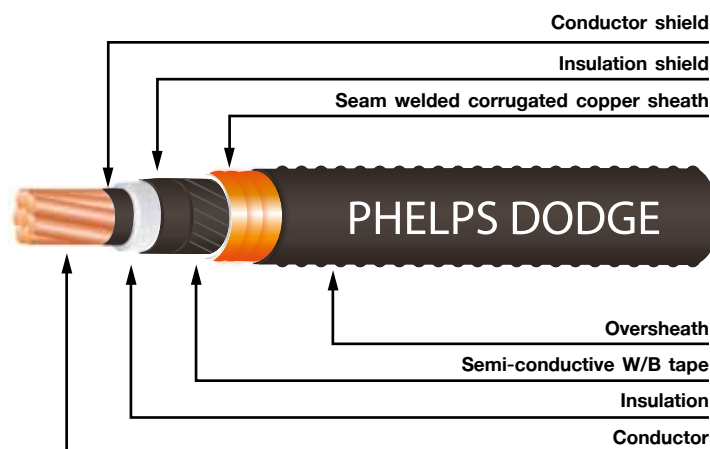 Conductor shield
Insulation shield
Seam welded corrugated copper sheath
PHELPS DODGE
Oversheath
Semi-conductive W/B tape
Insulation
Conductor